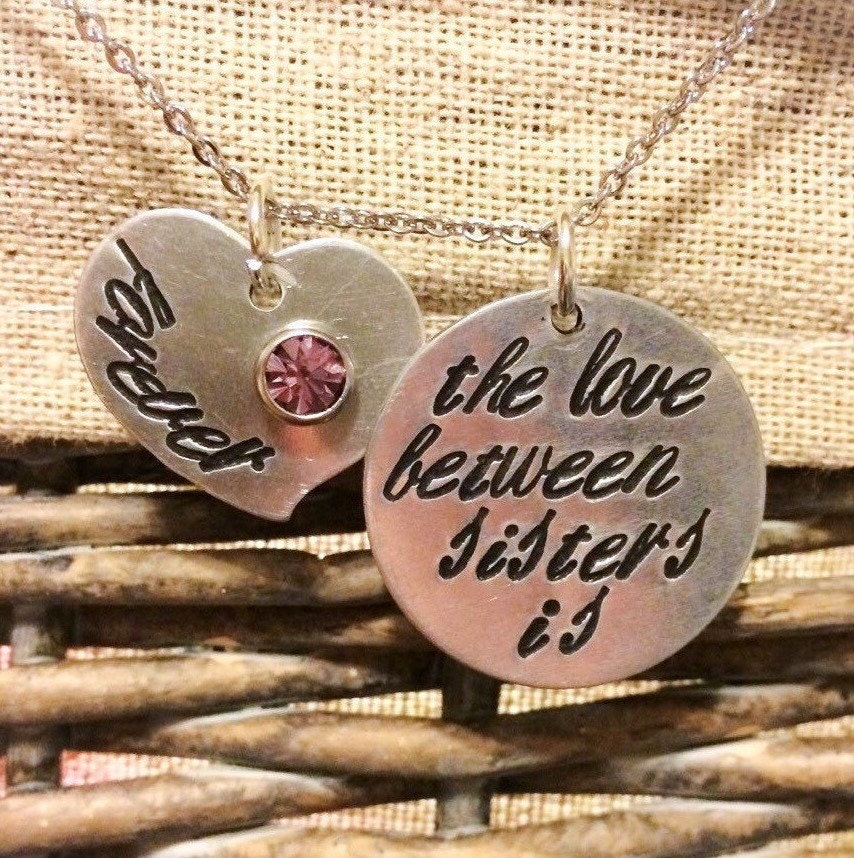 the love
between
sisters
is
forever